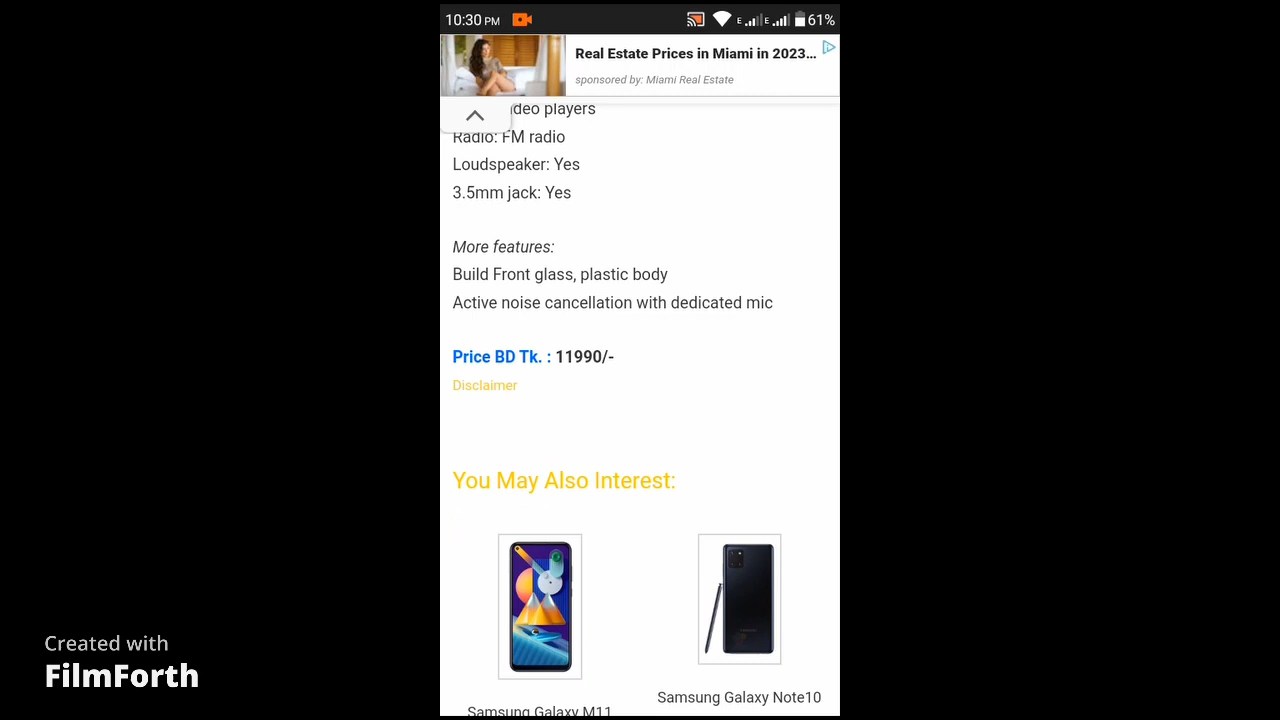 10:30 PM
E E 61%
Real Estate Prices in Miami in 2023...
sponsored by: Miami Real Estate
players
Radio: FM radio
Loudspeaker: Yes
3.5mm jack: Yes
More features:
Build Front glass, plastic body
Active noise cancellation with dedicated mic
Price BD Tk. : 11990/-
Disclaimer
You May Also Interest:
Samsung Galaxy Note10
Samsung Galaxy M11
Created with
FilmForth